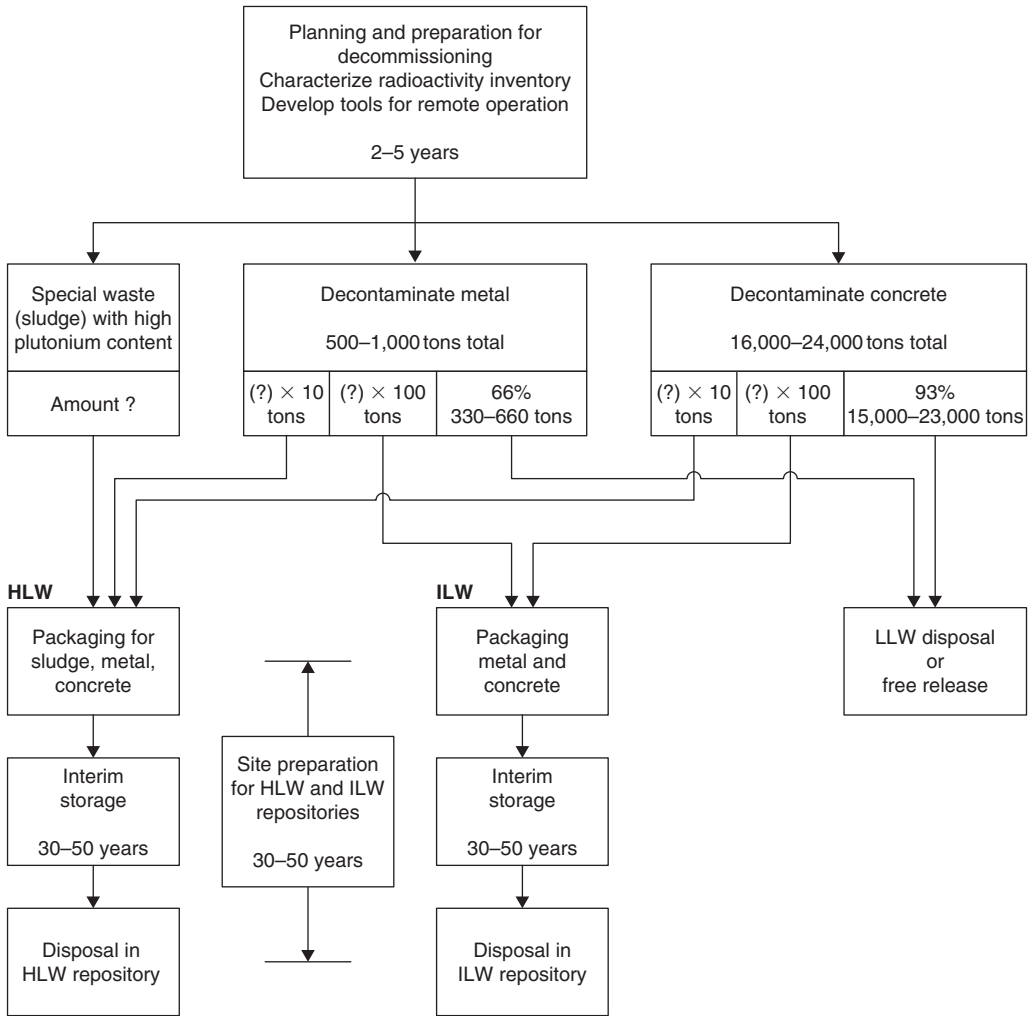 Planning and preparation for
decommissioning
Characterize radioactivity inventory
Develop tools for remote operation
2–5 years
Special waste
(sludge) with high
plutonium content
Amount ?
Decontaminate metal
500–1,000 tons total
(?) × 10
tons
(?) × 100
tons
66%
330–660 tons
Decontaminate concrete
16,000–24,000 tons total
(?) × 10
tons
(?) × 100
tons
93%
15,000–23,000 tons
HLW
Packaging for
sludge, metal,
concrete
Interim
storage
30–50 years
Disposal in
HLW repository
Site preparation
for HLW and ILW
repositories
30–50 years
ILW
Packaging
metal and
concrete
Interim
storage
30–50 years
Disposal in
ILW repository
LLW disposal
or
free release